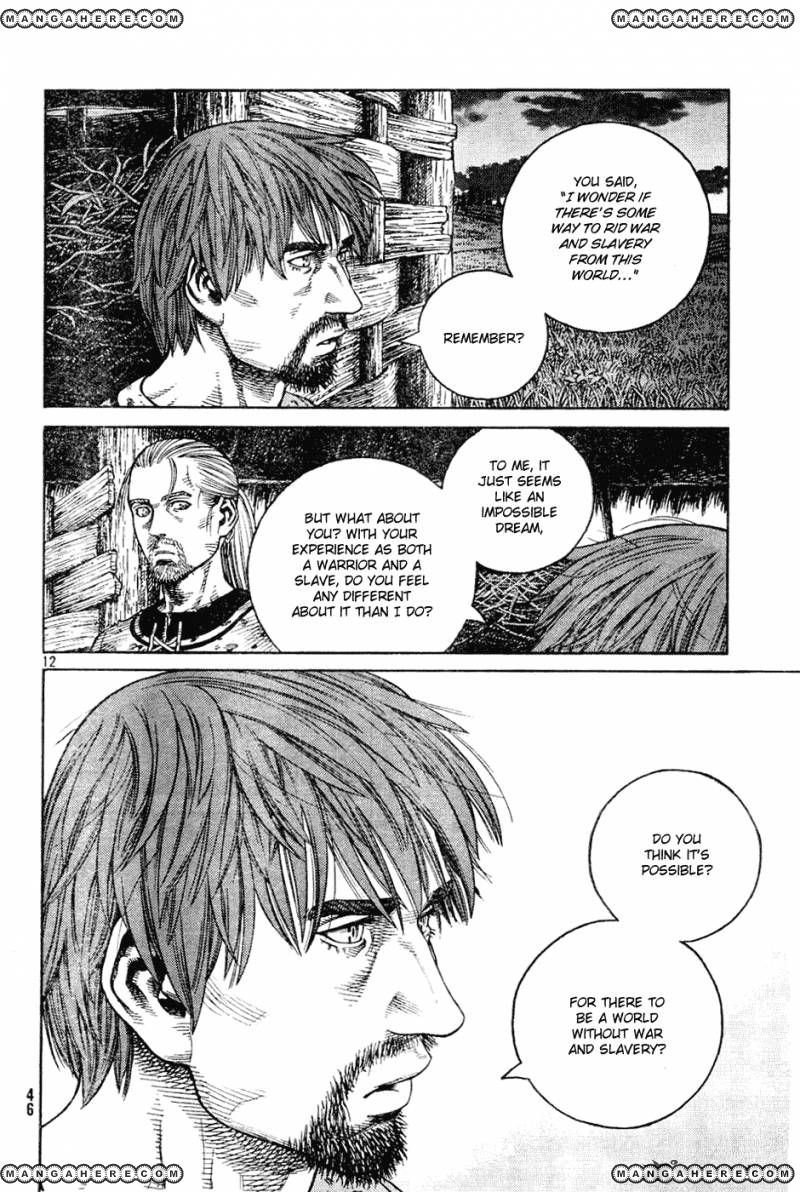 MANGAHERE.COM
MANGAHERE.COM
YOU SAID,
"I WONDER IF
THERE'S SOME
WAY TO RID WAR
AND SLAVERY
FROM THIS
WORLD..."
REMEMBER?
TO ME, IT
JUST SEEMS
LIKE AN
IMPOSSIBLE
DREAM,
BUT WHAT ABOUT
YOU? WITH YOUR
EXPERIENCE AS BOTH
A WARRIOR AND A
SLAVE, DO YOU FEEL
ANY DIFFERENT
ABOUT IT THAN I DO?
12
DO YOU
THINK IT'S
POSSIBLE?
FOR THERE TO
BE A WORLD
WITHOUT WAR
AND SLAVERY?
46
MANGAHERE.COM
MANGAHERE.COM